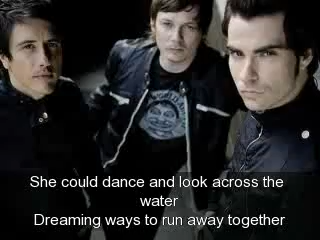 She could dance and look across the
water
Dreaming ways to run away together